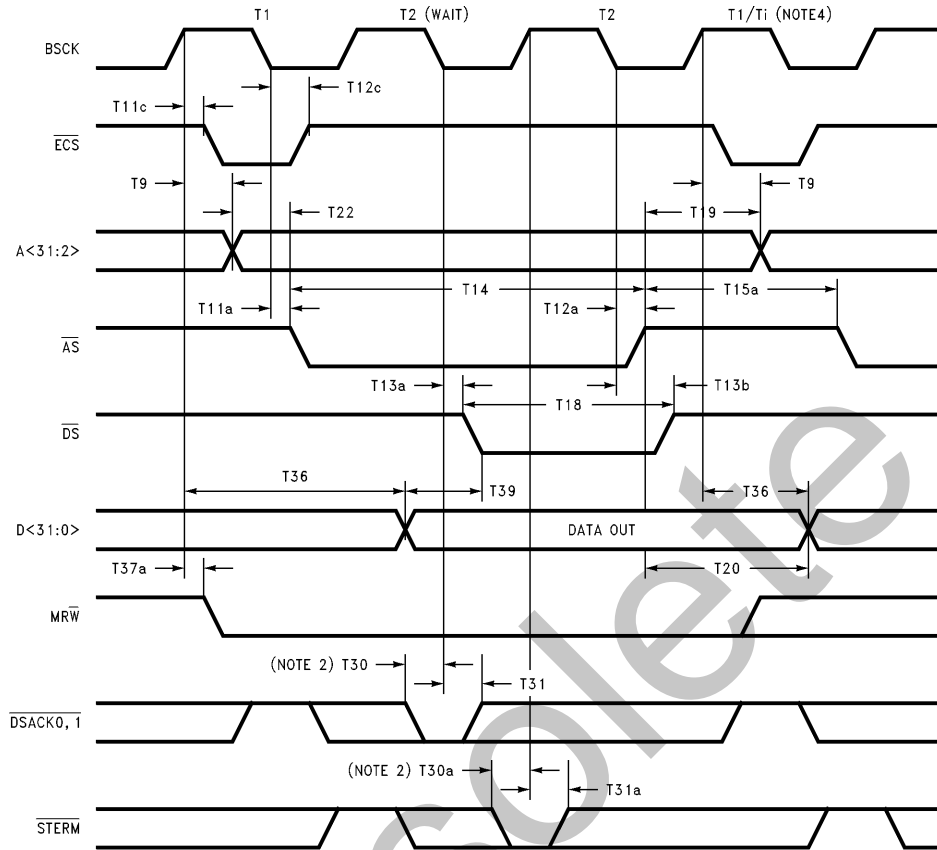 T1 T2 (WAIT) T2 T1/Ti (NOTE4)
BSCK
T11c T12c
ECS
T9 T9
T22 T19
A<31:2>
T14 T15a
T11a T12a
AS
T13a T18 T13b
DS
T36 T39 T36
D<31:0> DATA OUT
T37a T20
MRW
(NOTE 2) T30 T31
DSACK0, 1
(NOTE 2) T30a T31a
STERM
solete